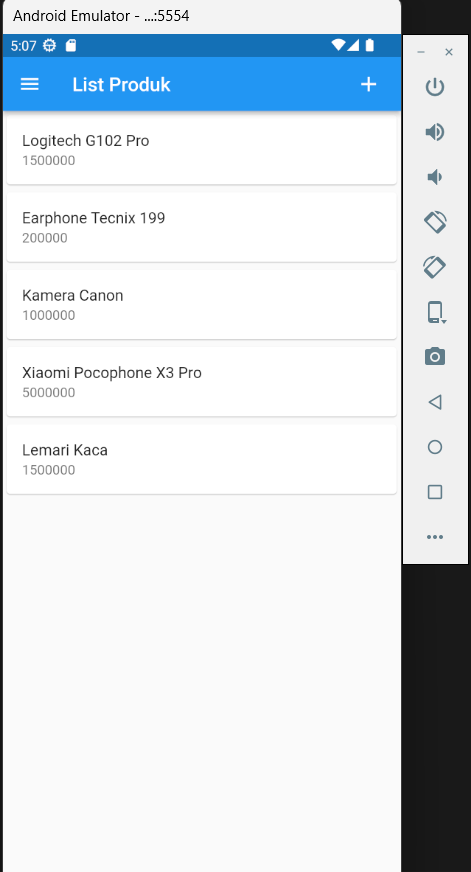 Android Emulator - ...:5554
5:07
List Produk
Logitech G102 Pro
1500000
Earphone Tecnix 199
200000
Kamera Canon
1000000
Xiaomi Pocophone X3 Pro
5000000
Lemari Kaca
1500000